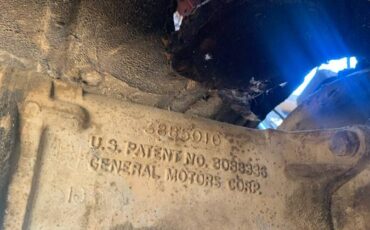 U.S. PATENT NO. 3088336
GENERAL MOTORS CORP.